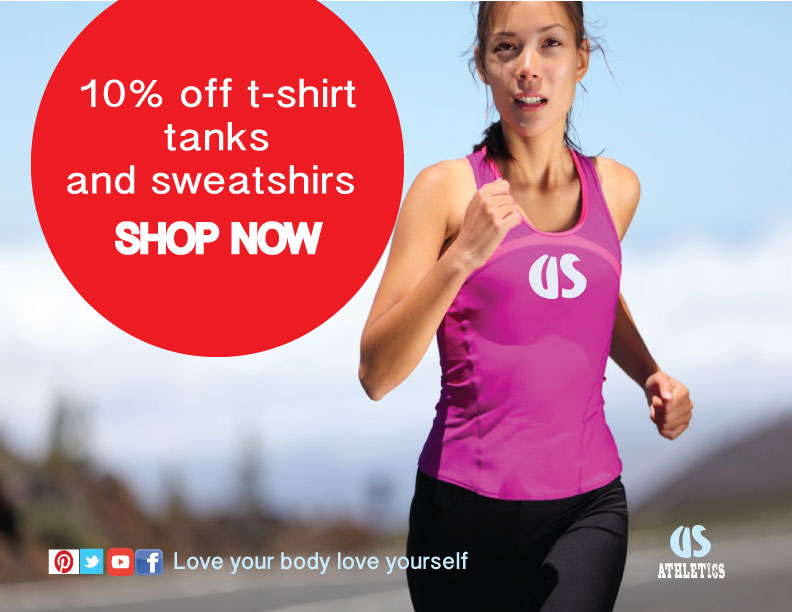 10% off t-shirt
tanks
and sweatshirs
SHOP NOW
US
Love your body love yourself
US
ATHLETICS